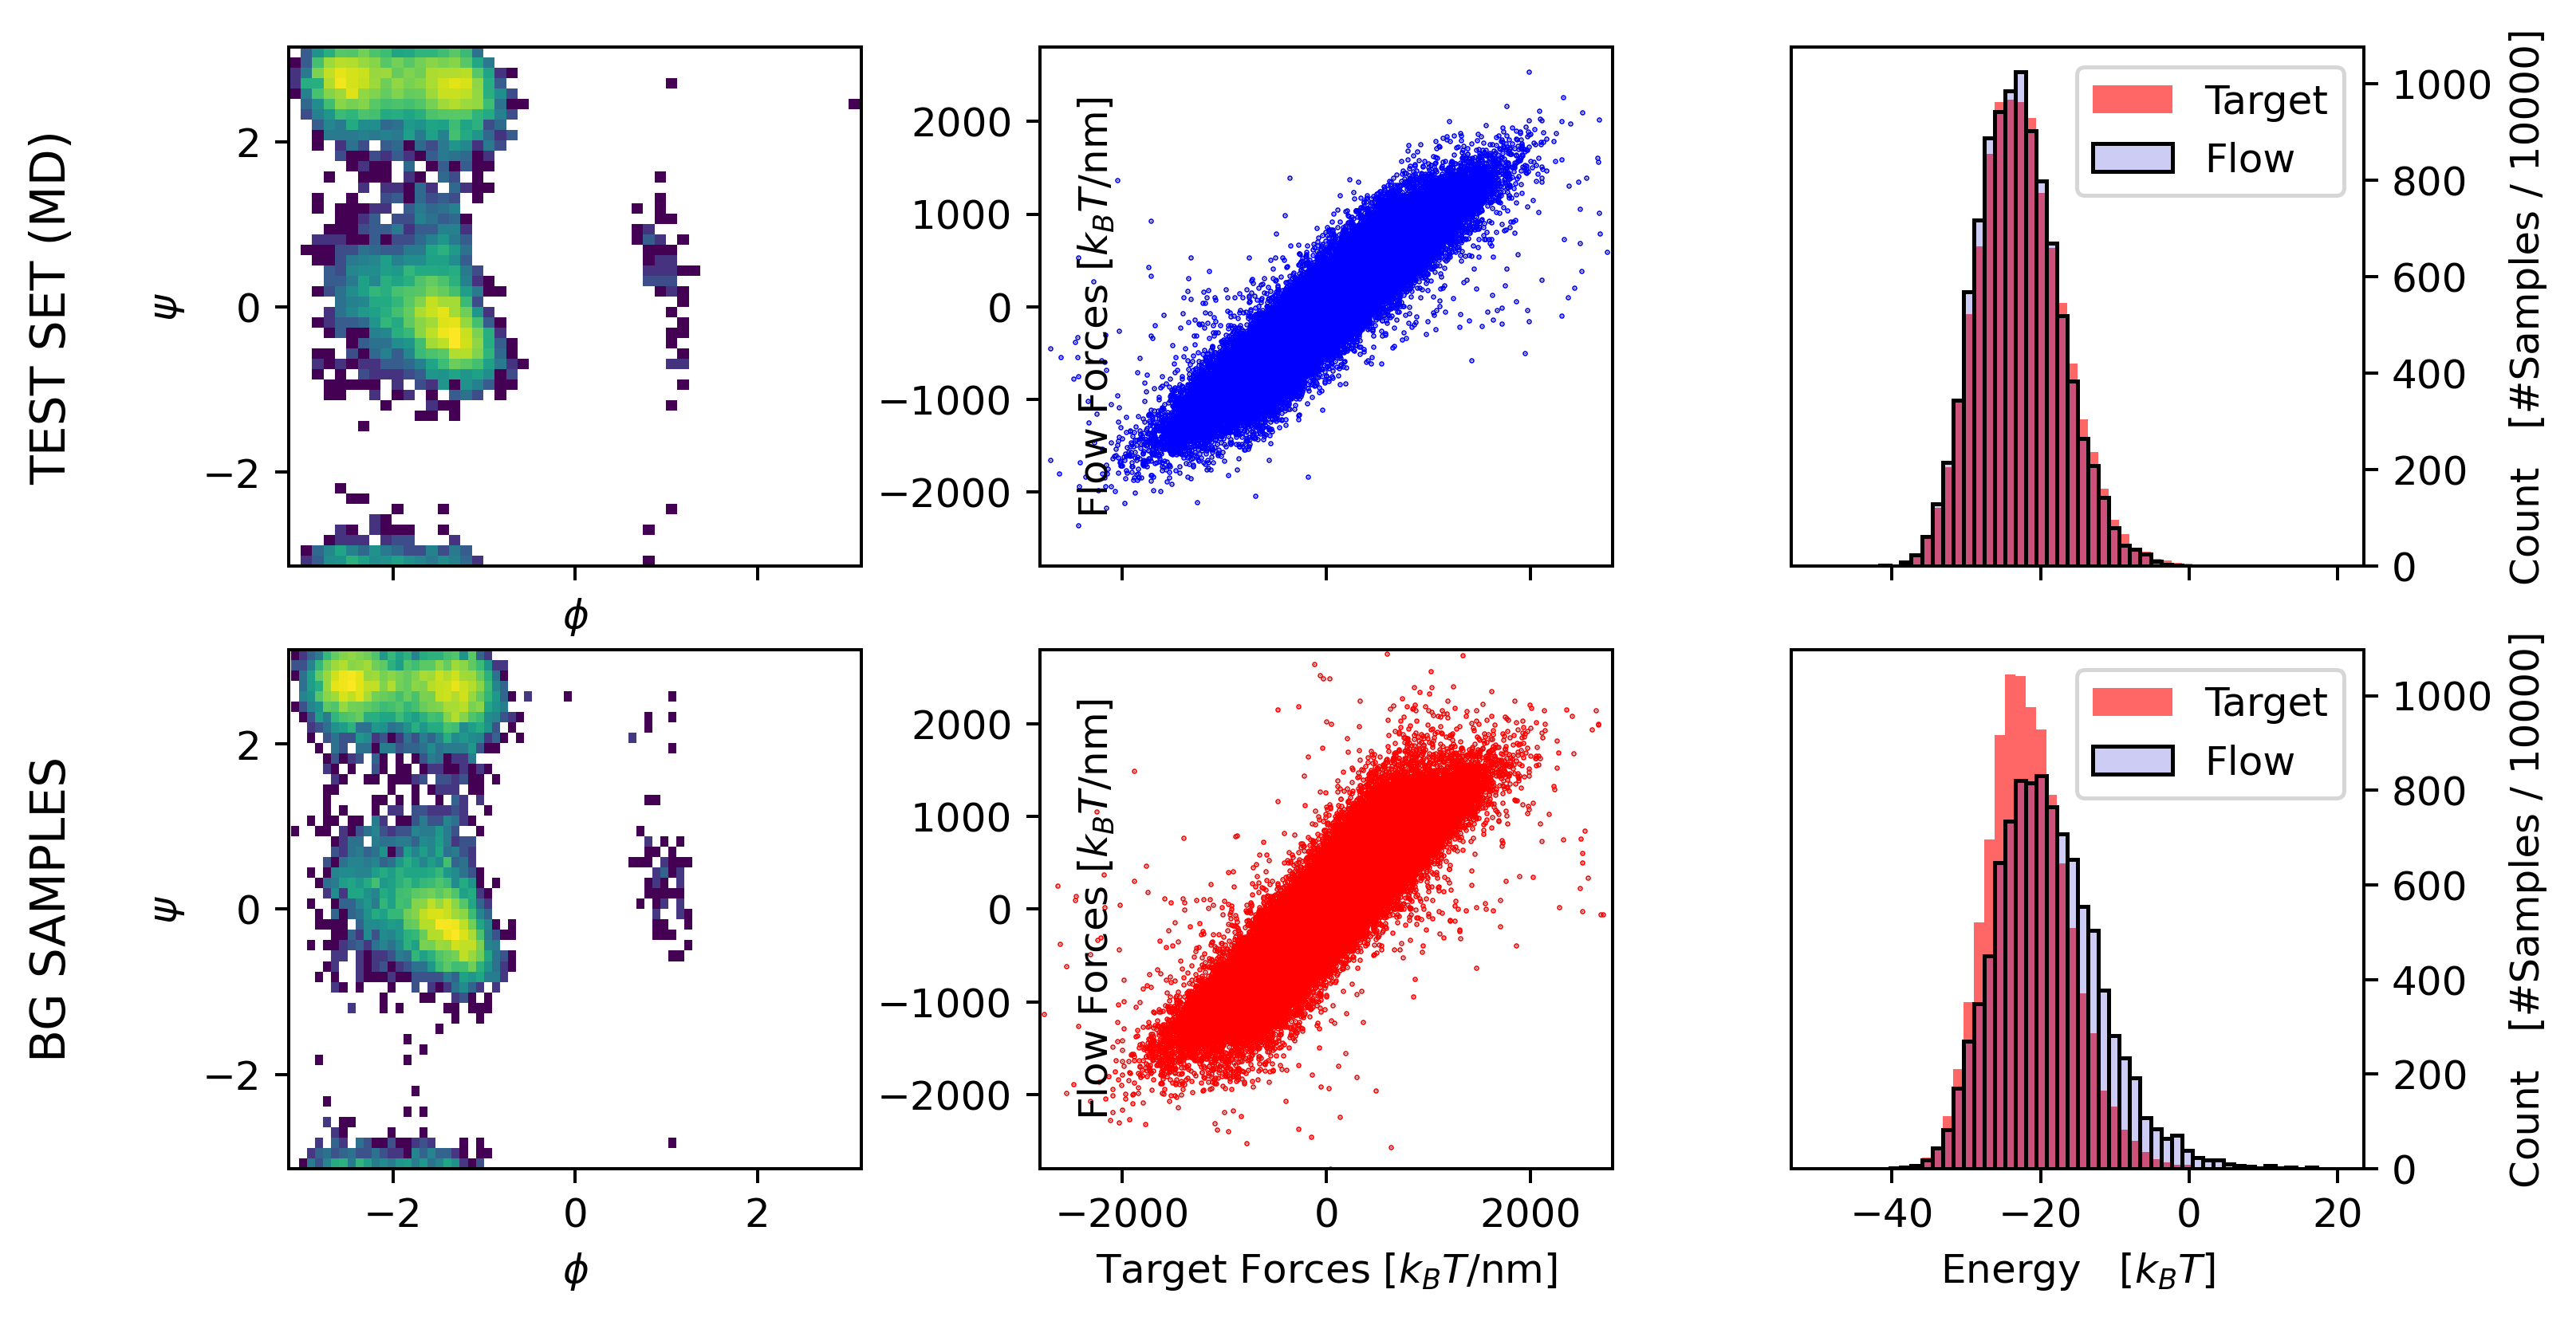 TEST SET (MD)
ψ
2
0
−2
ϕ
Flow Forces [k_BT/nm]
2000
1000
0
−1000
−2000
Target
Flow
1000
800
600
400
200
0
Count [#Samples / 10000]
BG SAMPLES
ψ
2
0
−2
−2 0 2
ϕ
Flow Forces [k_BT/nm]
2000
1000
0
−1000
−2000
−2000 0 2000
Target Forces [k_BT/nm]
Target
Flow
1000
800
600
400
200
0
Count [#Samples / 10000]
−40 −20 0 20
Energy [k_BT]